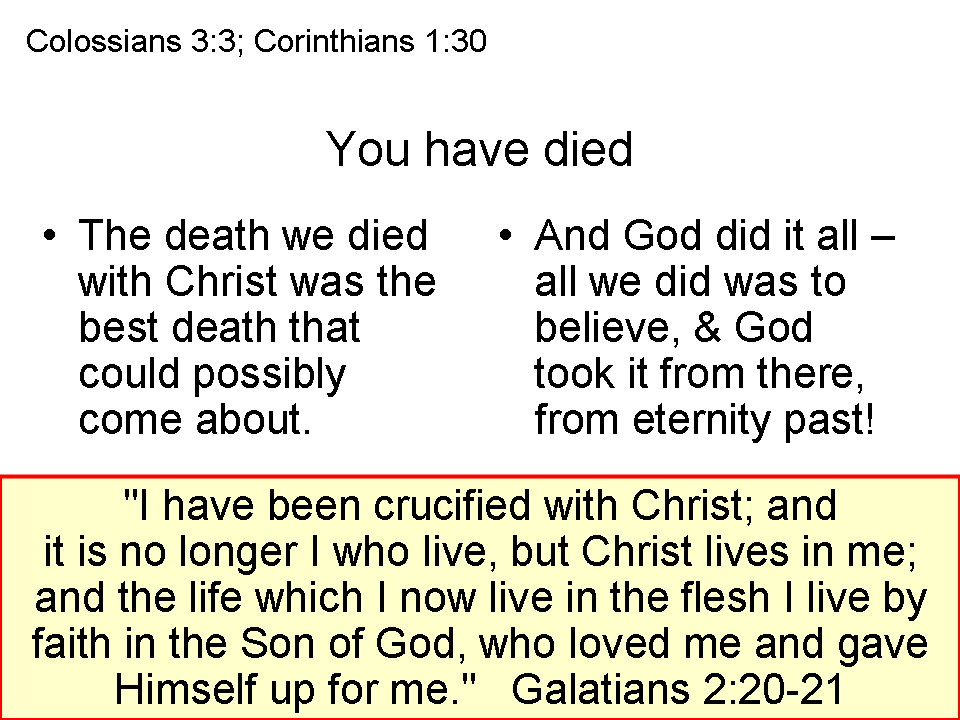 Colossians 3:3; Corinthians 1:30
You have died
• The death we died
with Christ was the
best death that
could possibly
come about.
• And God did it all –
all we did was to
believe, & God
took it from there,
from eternity past!
"I have been crucified with Christ; and
it is no longer I who live, but Christ lives in me;
and the life which I now live in the flesh I live by
faith in the Son of God, who loved me and gave
Himself up for me." Galatians 2:20-21